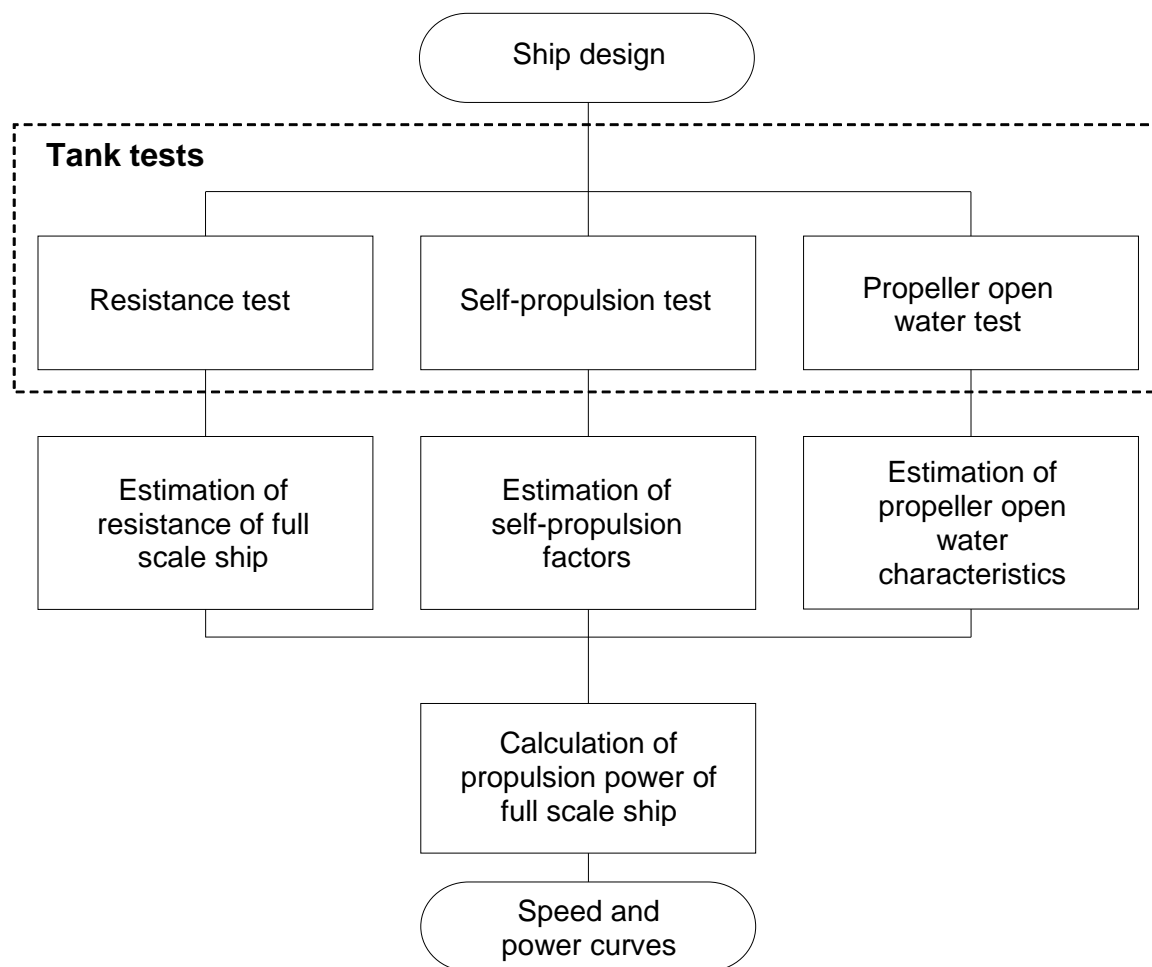 Ship design
Tank tests
Resistance test
Self-propulsion test
Propeller open
water test
Estimation of
resistance of full
scale ship
Estimation of
self-propulsion
factors
Estimation of
propeller open
water
characteristics
Calculation of
propulsion power of
full scale ship
Speed and
power curves